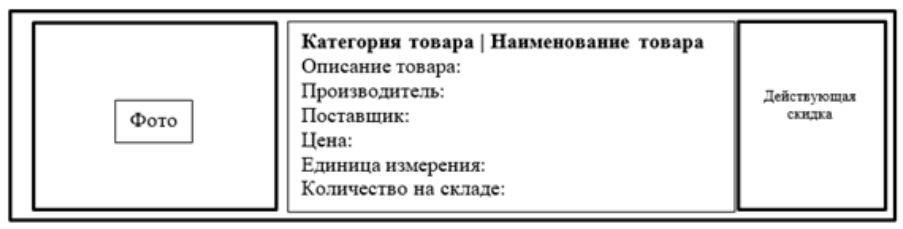 Фото
Категория товара | Наименование товара
Описание товара:
Производитель:
Поставщик:
Цена:
Единица измерения:
Количество на складе:
Действующая
скидка